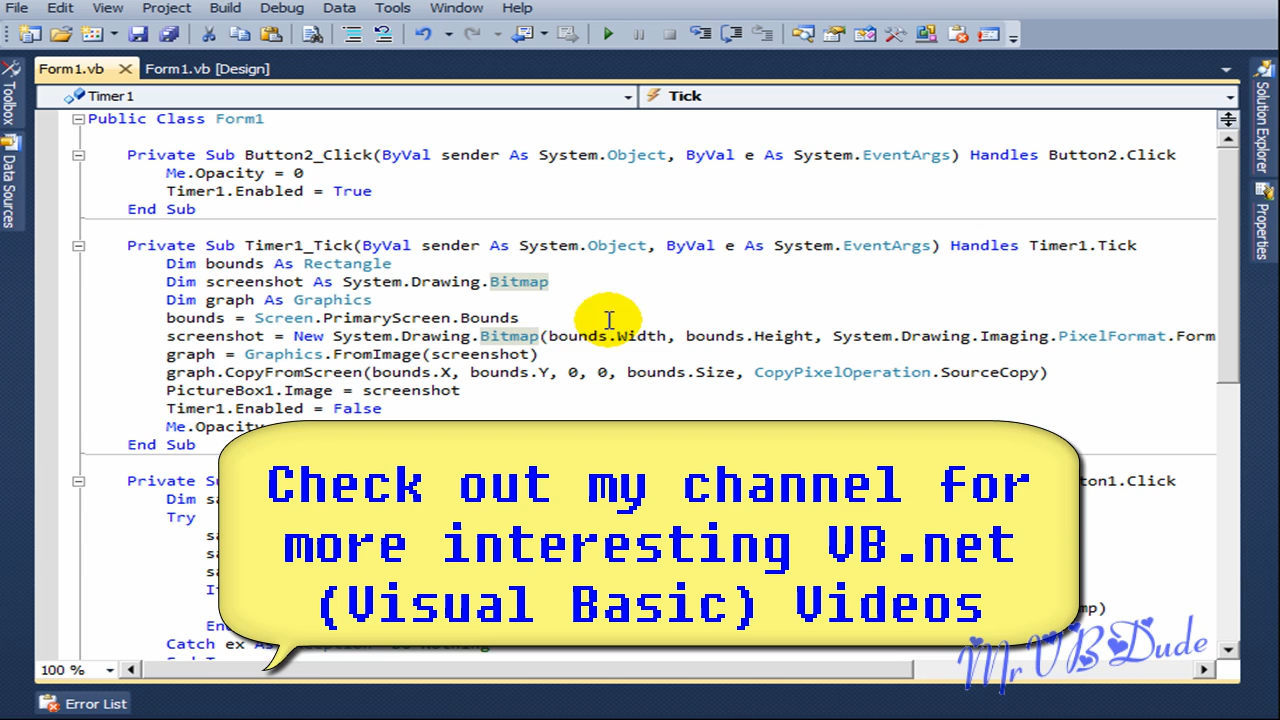 File Edit View Project Build Debug Data Tools Window Help
Form1.vb Form1.vb [Design]
Timer1 Tick
Toolbox
Data Sources
Solution Explorer
Properties
Public Class Form1
Private Sub Button2_Click(ByVal sender As System.Object, ByVal e As System.EventArgs) Handles Button2.Click
Me.Opacity = 0
Timer1.Enabled = True
End Sub
Private Sub Timer1_Tick(ByVal sender As System.Object, ByVal e As System.EventArgs) Handles Timer1.Tick
Dim bounds As Rectangle
Dim screenshot As System.Drawing.Bitmap
Dim graph As Graphics
bounds = Screen.PrimaryScreen.Bounds
screenshot = New System.Drawing.Bitmap(bounds.Width, bounds.Height, System.Drawing.Imaging.PixelFormat.Form
graph = Graphics.FromImage(screenshot)
graph.CopyFromScreen(bounds.X, bounds.Y, 0, 0, bounds.Size, CopyPixelOperation.SourceCopy)
PictureBox1.Image = screenshot
Timer1.Enabled = False
Me.Opacity
End Sub
Private
Dim
Try
Catch ex
Check out my channel for
more interesting VB.net
(Visual Basic) Videos
Mr VB Dude
100 %
Error List